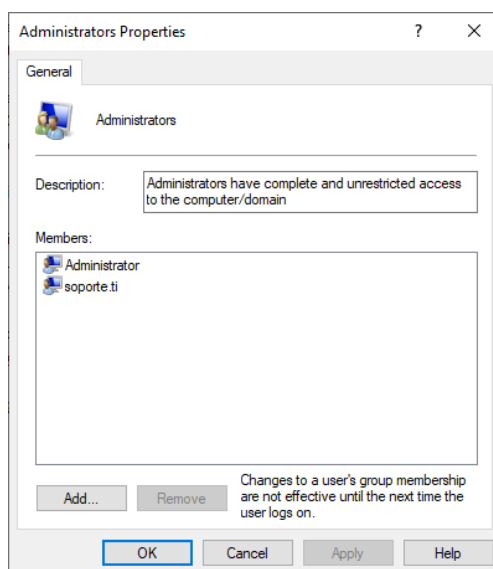 Administrators Properties
?
General
Administrators
Description:
Administrators have complete and unrestricted access
to the computer/domain
Members:
Administrator
soporte.ti
Add...
Remove
Changes to a user's group membership
are not effective until the next time the
user logs on.
OK
Cancel
Apply
Help